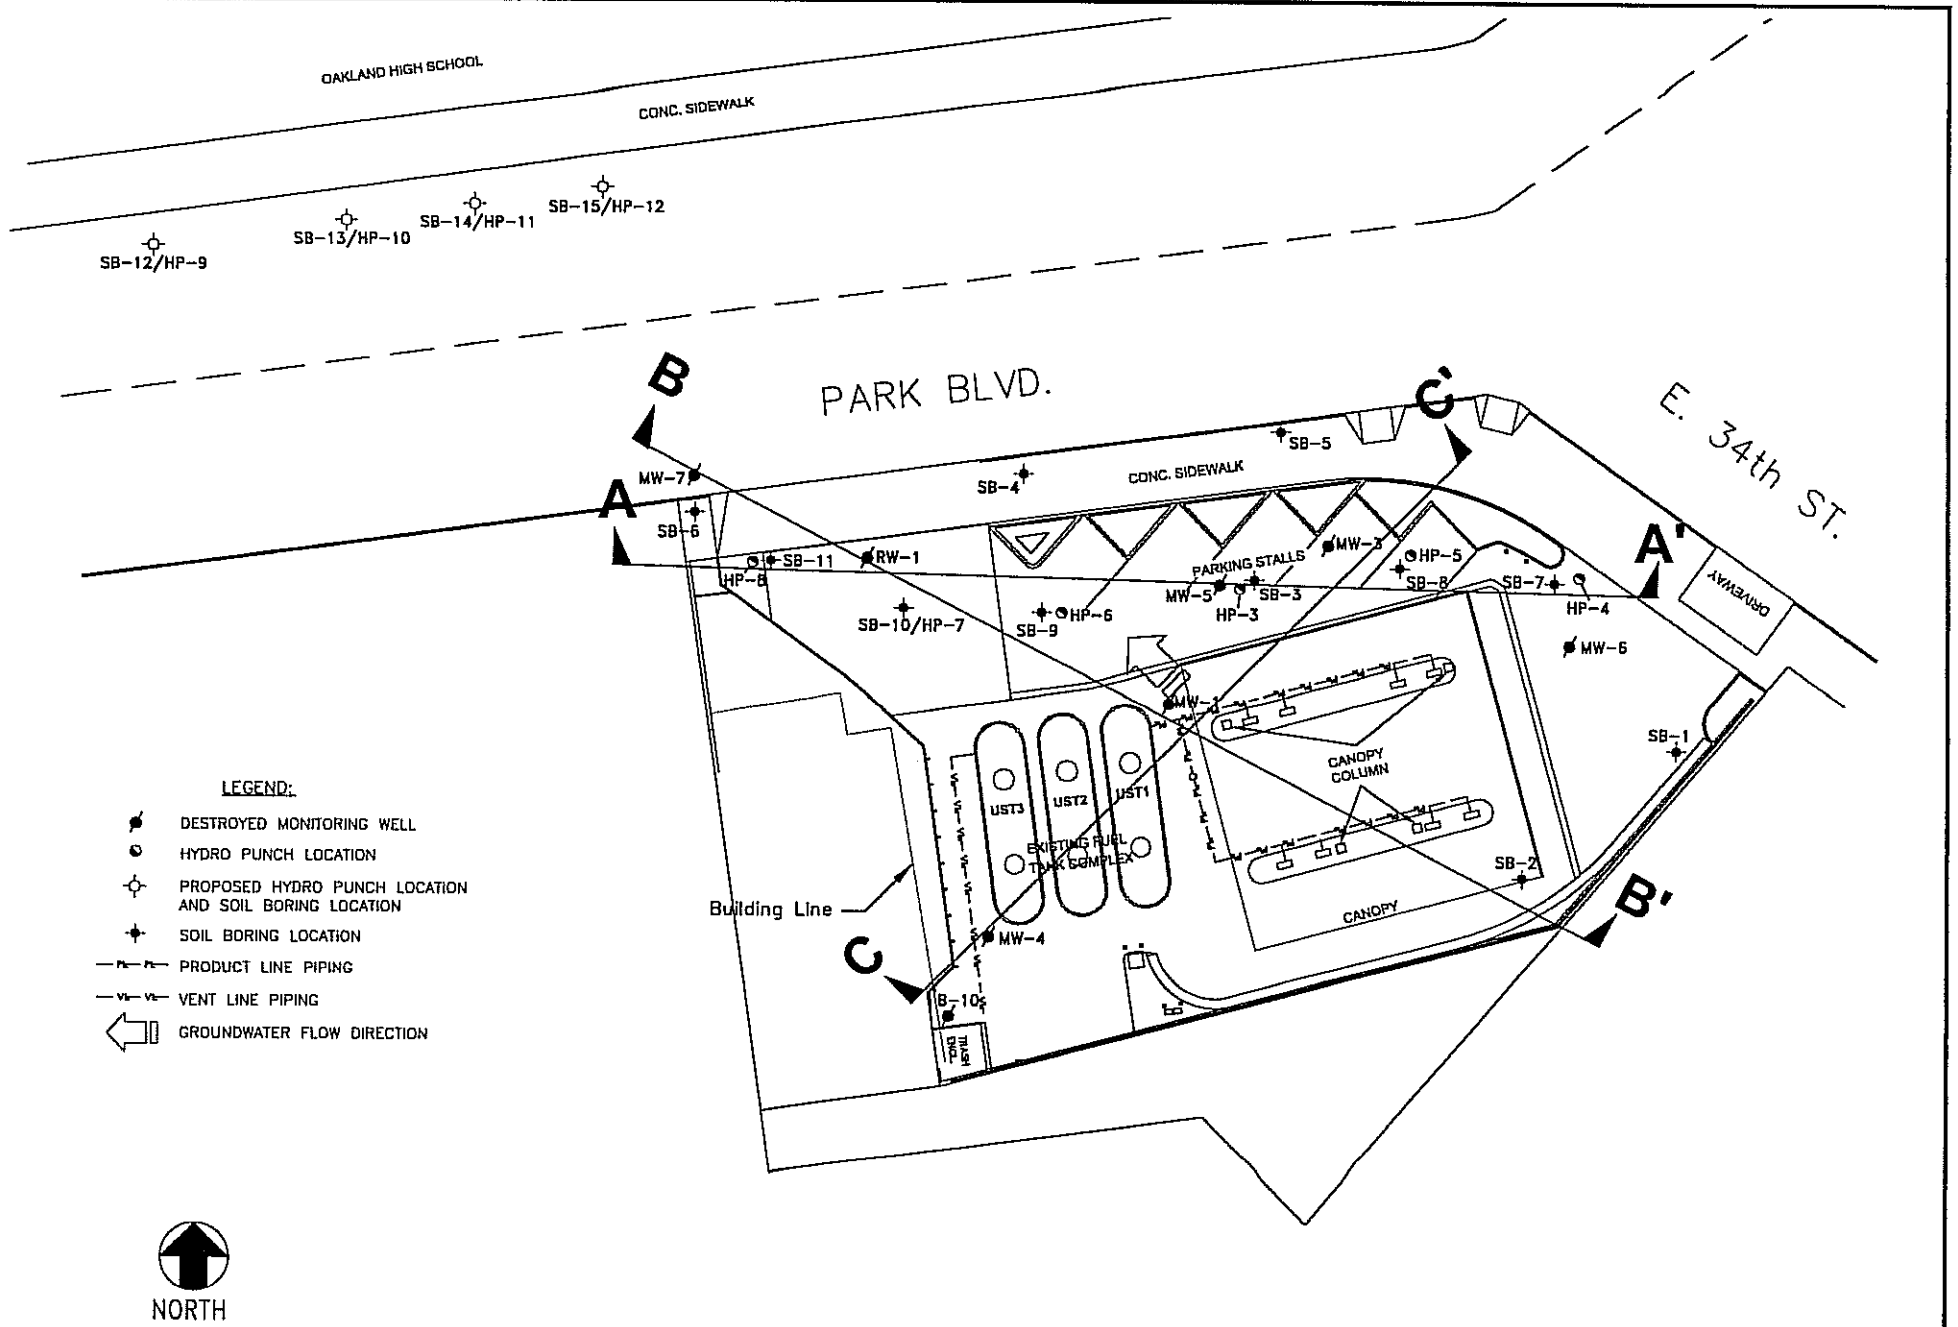 OAKLAND HIGH SCHOOL
CONC. SIDEWALK
SB-15/HP-12
SB-14/HP-11
SB-13/HP-10
SB-12/HP-9
B
PARK BLVD.
C'
E. 34th ST.
SB-5
MW-7
SB-4
CONC. SIDEWALK
A
SB-6
A'
MW-3
HP-5
SB-11
RW-1
PARKING STALLS
HP-8
SB-8
SB-7
MW-5
SB-3
HP-4
DRIVEWAY
HP-3
SB-10/HP-7
SB-9
HP-6
MW-6
MW-1
SB-1
CANOPY
COLUMN
UST3
UST2
UST1
EXISTING FUEL
TANK COMPLEX
SB-2
B'
Building Line
CANOPY
MW-4
C
B-10
TRASH
ENCL.
LEGEND:
DESTROYED MONITORING WELL
HYDRO PUNCH LOCATION
PROPOSED HYDRO PUNCH LOCATION
AND SOIL BORING LOCATION
SOIL BORING LOCATION
PRODUCT LINE PIPING
VENT LINE PIPING
GROUNDWATER FLOW DIRECTION
NORTH